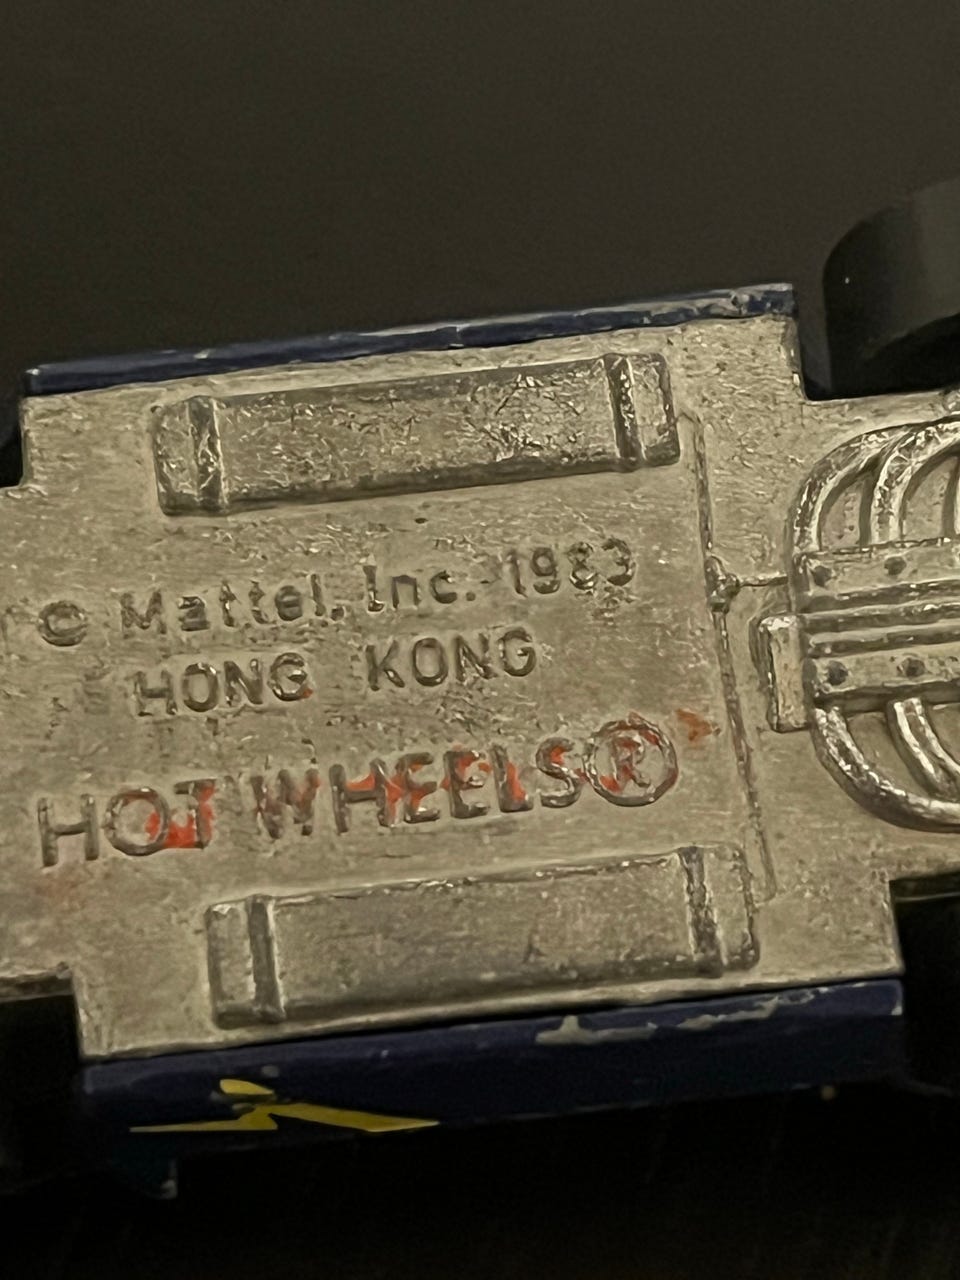 © Mattel, Inc. 1983
HONG KONG
HOT WHEELS®